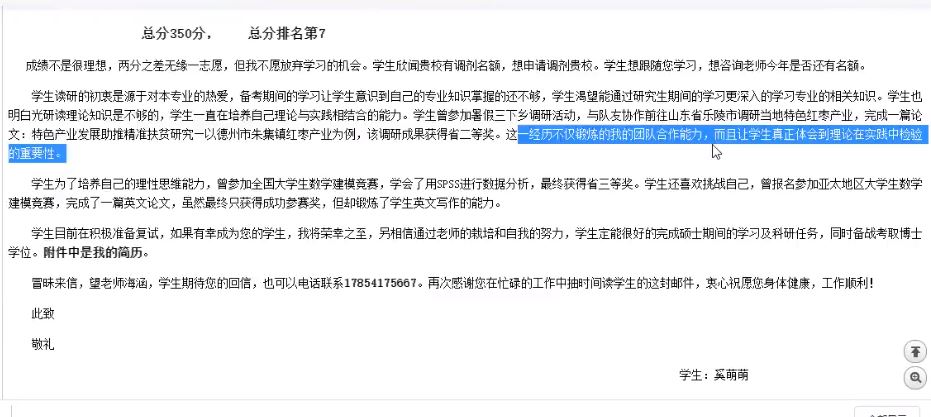 总分350分， 总分排名第7
成绩不是很理想，两分之差无缘一志愿，但我不愿放弃学习的机会。学生欣闻贵校有调剂名额，想申请调剂贵校。学生想跟随您学习，想咨询老师今年是否还有名额。
学生读研的初衷是源于对本专业的热爱，备考期间的学习让学生意识到自己的专业知识掌握的还不够，学生渴望能通过研究生期间的学习更深入的学习专业的相关知识。学生也
明白光研读理论知识是不够的，学生一直在培养自己理论与实践相结合的能力。学生曾参加暑假三下乡调研活动，与队友协作前往山东省乐陵市调研当地特色红枣产业，完成一篇论
文：特色产业发展助推精准扶贫研究—以德州市朱集镇红枣产业为例，该调研成果获得省二等奖。这一经历不仅锻炼的我的团队合作能力，而且让学生真正体会到理论在实践中检验
的重要性。
学生为了培养自己的理性思维能力，曾参加全国大学生数学建模竞赛，学会了用SPSS进行数据分析，最终获得省三等奖。学生还喜欢挑战自己，曾报名参加亚太地区大学生数学
建模竞赛，完成了一篇英文论文，虽然最终只获得成功参赛奖，但却锻炼了学生英文写作的能力。
学生目前在积极准备复试，如果有幸成为您的学生，我将荣幸之至，另相信通过老师的栽培和自我的努力，学生定能很好的完成硕士期间的学习及科研任务，同时备战考取博士
学位。附件中是我的简历。
冒昧来信，望老师海涵，学生期待您的回信，也可以电话联系17854175667。再次感谢您在忙碌的工作中抽时间读学生的这封邮件，衷心祝愿您身体健康，工作顺利！
此致
敬礼
学生：奚萌萌